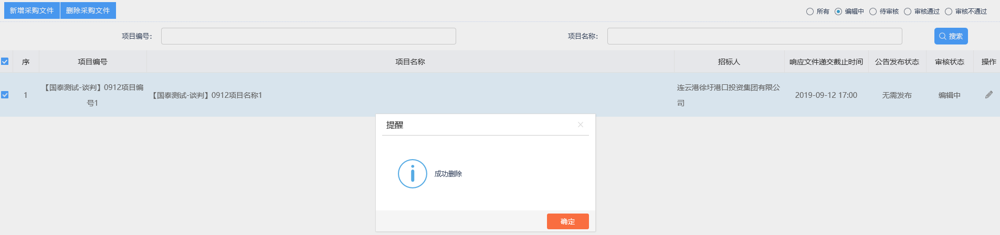 新增采购文件 删除采购文件 所有 编辑中 待审核 审核通过 审核不通过
项目编号: 项目名称: 搜索
序 项目编号 项目名称 招标人 响应文件递交截止时间 公告发布状态 审核状态 操作
1 【国泰测试-谈判】0912项目编号1 【国泰测试-谈判】0912项目名称1 连云港徐圩港口投资集团有限公司 2019-09-12 17:00 无需发布 编辑中
提醒
成功删除
确定